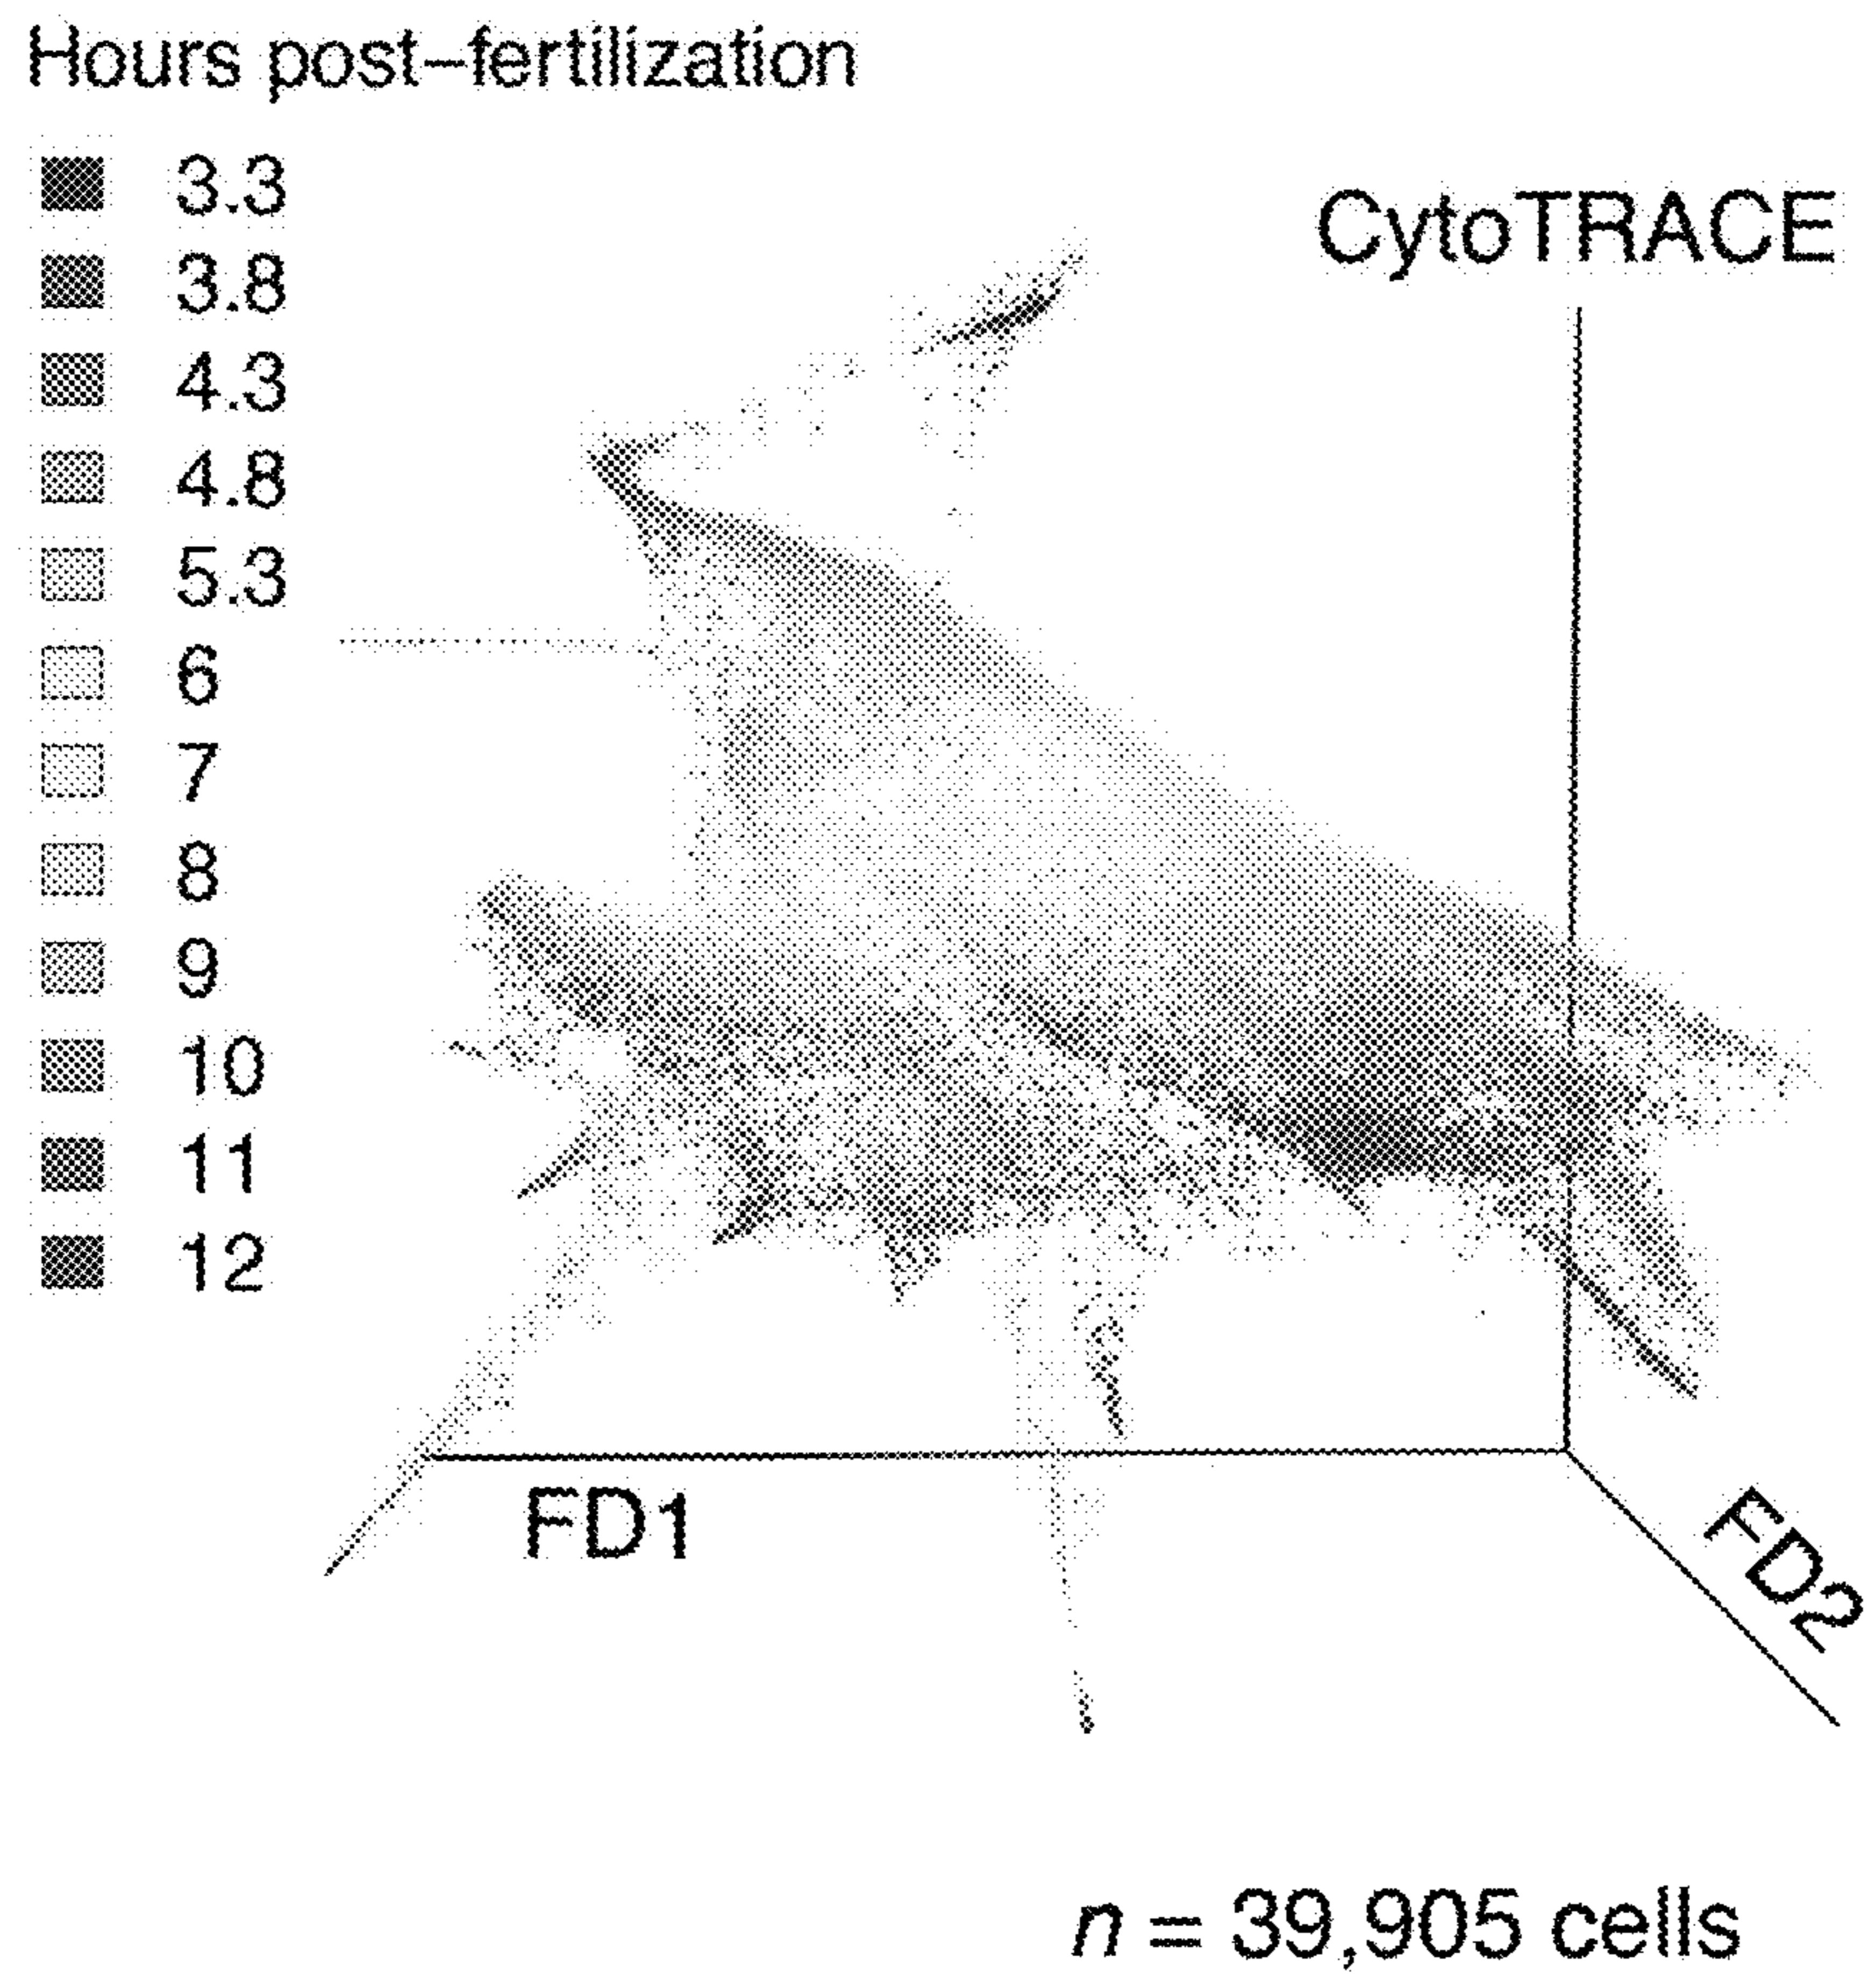 Hours post–fertilization
3.3
3.8
4.3
4.8
5.3
6
7
8
9
10
11
12
CytoTRACE
FD1
FD2
n = 39,905 cells